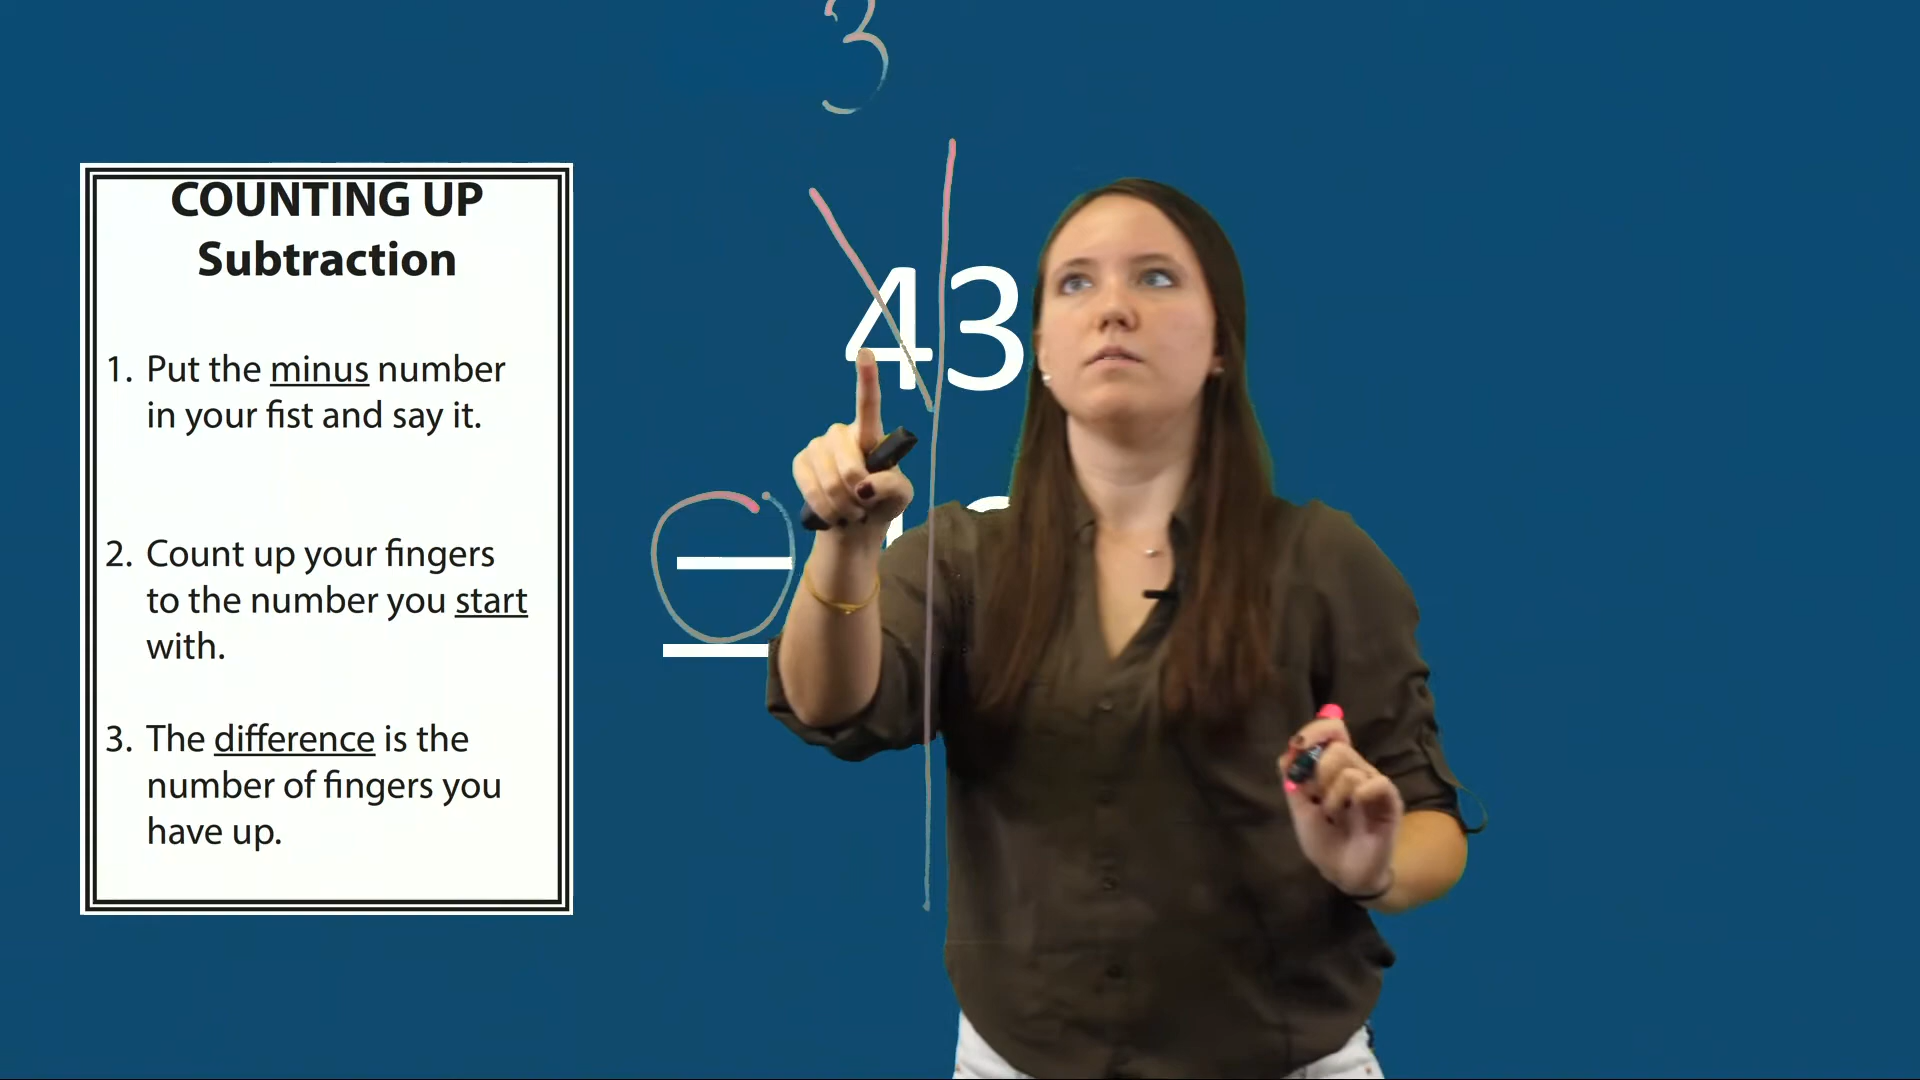 3
COUNTING UP
Subtraction
1. Put the minus number
in your fist and say it.
2. Count up your fingers
to the number you start
with.
3. The difference is the
number of fingers you
have up.
43
−